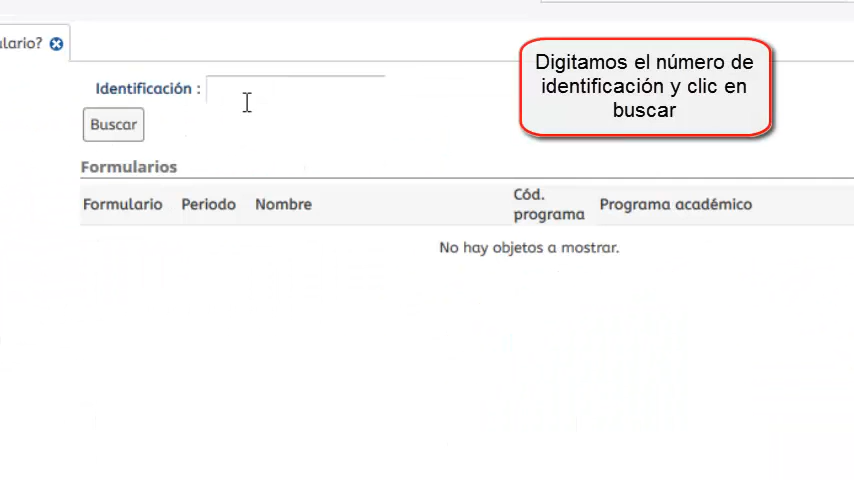 ulario?
Digitamos el número de
identificación y clic en
buscar
Identificación :
Buscar
Formularios
Formulario Periodo Nombre Cód. programa Programa académico
No hay objetos a mostrar.